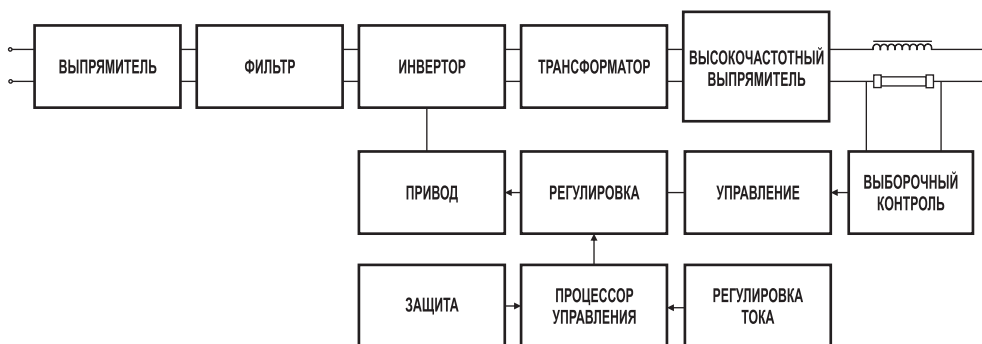 ВЫПРЯМИТЕЛЬ
ФИЛЬТР
ИНВЕРТОР
ТРАНСФОРМАТОР
ВЫСОКОЧАСТОТНЫЙ
ВЫПРЯМИТЕЛЬ
ПРИВОД
РЕГУЛИРОВКА
УПРАВЛЕНИЕ
ВЫБОРОЧНЫЙ
КОНТРОЛЬ
ЗАЩИТА
ПРОЦЕССОР
УПРАВЛЕНИЯ
РЕГУЛИРОВКА
ТОКА